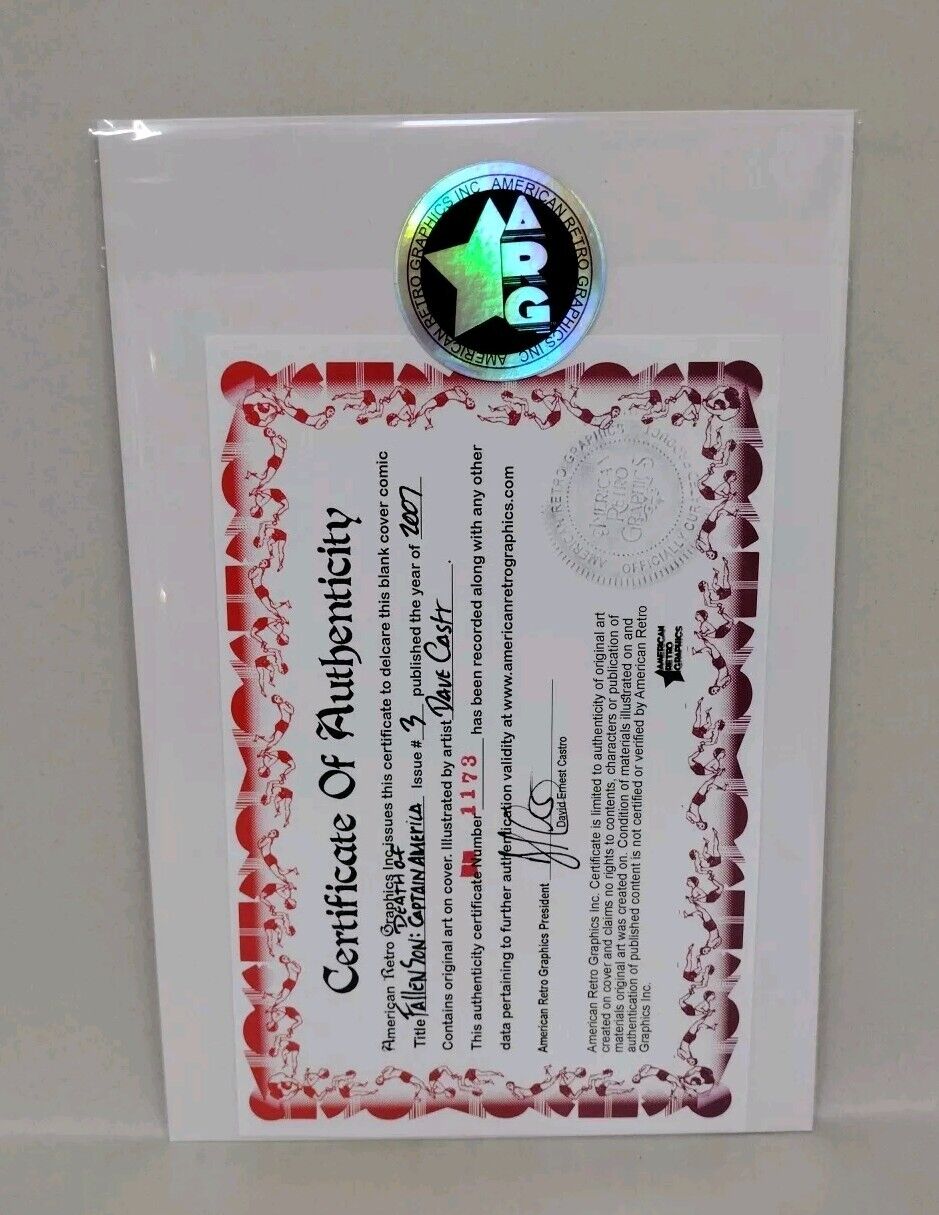 AMERICAN RETRO GRAPHICS INC AMERICAN RETRO GRAPHICS INC
ARG
Certificate Of Authenticity
American Retro Graphics Inc issues this certificate to delcare this blank cover comic
DEATH OF
Title FALLEN SON: CAPTAIN AMERICA Issue # 3 published the year of 2007
Contains original art on cover. Illustrated by artist Dave Castr.
This authenticity certificate Number 1173 has been recorded along with any other
data pertaining to further authentication validity at www.americanretrographics.com
American Retro Graphics President
David Ernest Castro
AMERICAN RETRO GRAPHICS
AMERICAN
RETRO
GRAPHICS
American Retro Graphics Inc. Certificate is limited to authenticity of original art
created on cover and claims no rights to contents, characters or publication of
materials original art was created on. Condition of materials illustrated on and
authentication of published content is not certified or verified by American Retro
Graphics Inc.
AMERICAN
RETRO
GRAPHICS